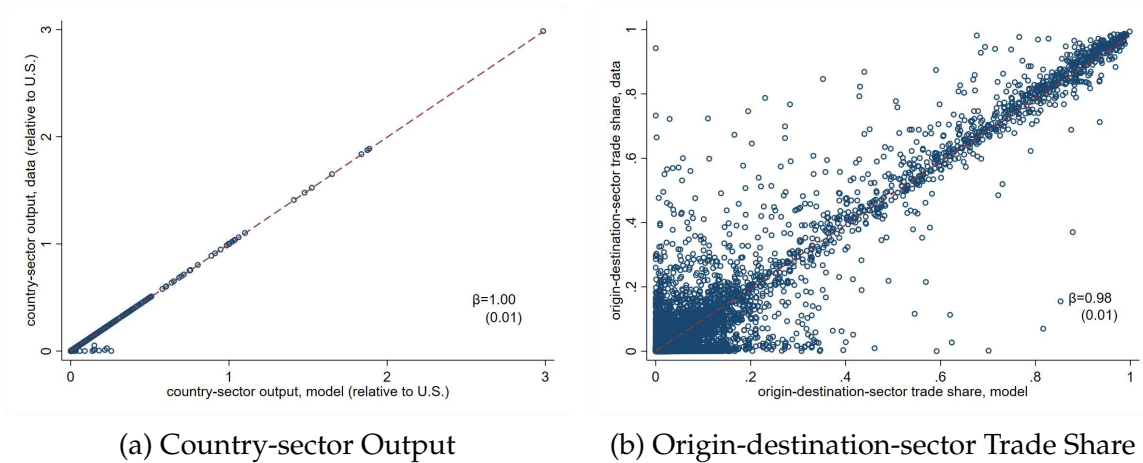 country-sector output, data (relative to U.S.)
3
2
1
0
β=1.00
(0.01)
0
1
2
3
country-sector output, model (relative to U.S.)
(a) Country-sector Output
origin-destination-sector trade share, data
1
.8
.6
.4
.2
0
β=0.98
(0.01)
0
.2
.4
.6
.8
1
origin-destination-sector trade share, model
(b) Origin-destination-sector Trade Share